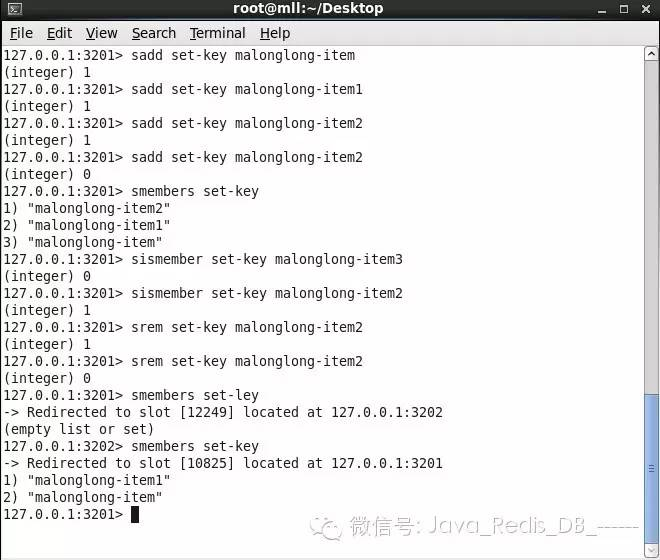 root@mll:~/Desktop
File Edit View Search Terminal Help
127.0.0.1:3201> sadd set-key malonglong-item
(integer) 1
127.0.0.1:3201> sadd set-key malonglong-item1
(integer) 1
127.0.0.1:3201> sadd set-key malonglong-item2
(integer) 1
127.0.0.1:3201> sadd set-key malonglong-item2
(integer) 0
127.0.0.1:3201> smembers set-key
1) "malonglong-item2"
2) "malonglong-item1"
3) "malonglong-item"
127.0.0.1:3201> sismember set-key malonglong-item3
(integer) 0
127.0.0.1:3201> sismember set-key malonglong-item2
(integer) 1
127.0.0.1:3201> srem set-key malonglong-item2
(integer) 1
127.0.0.1:3201> srem set-key malonglong-item2
(integer) 0
127.0.0.1:3201> smembers set-ley
-> Redirected to slot [12249] located at 127.0.0.1:3202
(empty list or set)
127.0.0.1:3202> smembers set-key
-> Redirected to slot [10825] located at 127.0.0.1:3201
1) "malonglong-item1"
2) "malonglong-item"
127.0.0.1:3201>
微信号: Java_Redis_DB_------